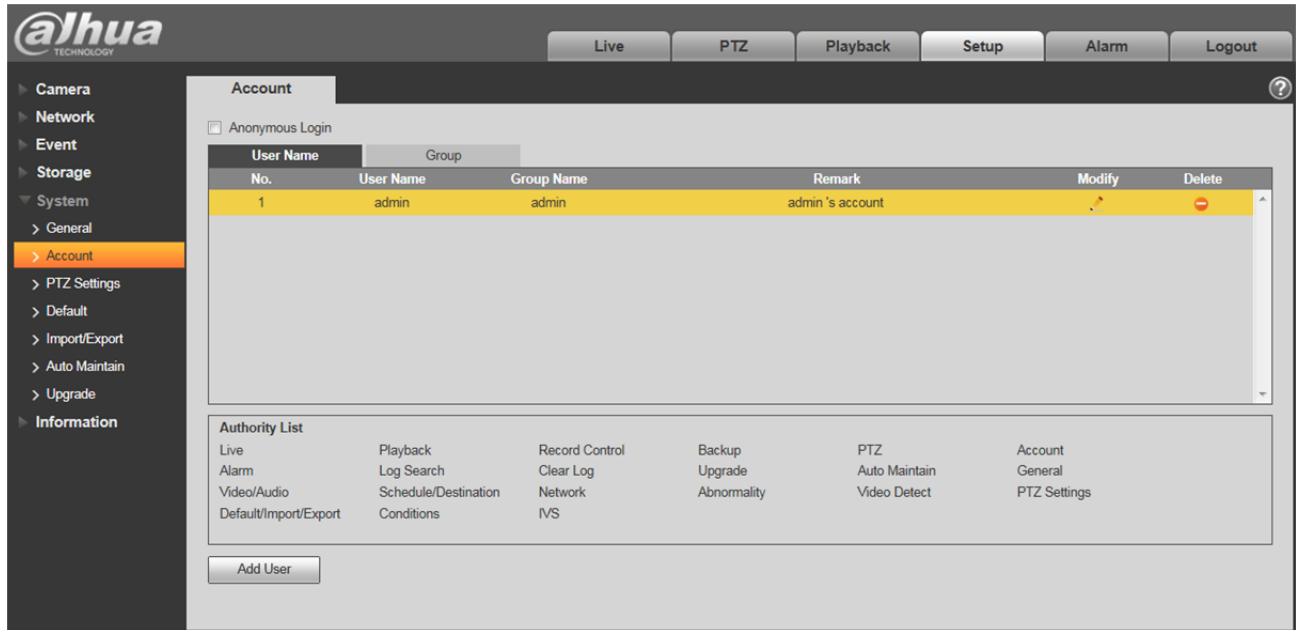 alhua
TECHNOLOGY
Live PTZ Playback Setup Alarm Logout
Camera
Network
Event
Storage
System
General
Account
PTZ Settings
Default
Import/Export
Auto Maintain
Upgrade
Information
Account
?
Anonymous Login
User Name Group
No. User Name Group Name Remark Modify Delete
1 admin admin admin 's account
Authority List
Live Playback Record Control Backup PTZ Account
Alarm Log Search Clear Log Upgrade Auto Maintain General
Video/Audio Schedule/Destination Network Abnormality Video Detect PTZ Settings
Default/Import/Export Conditions IVS
Add User